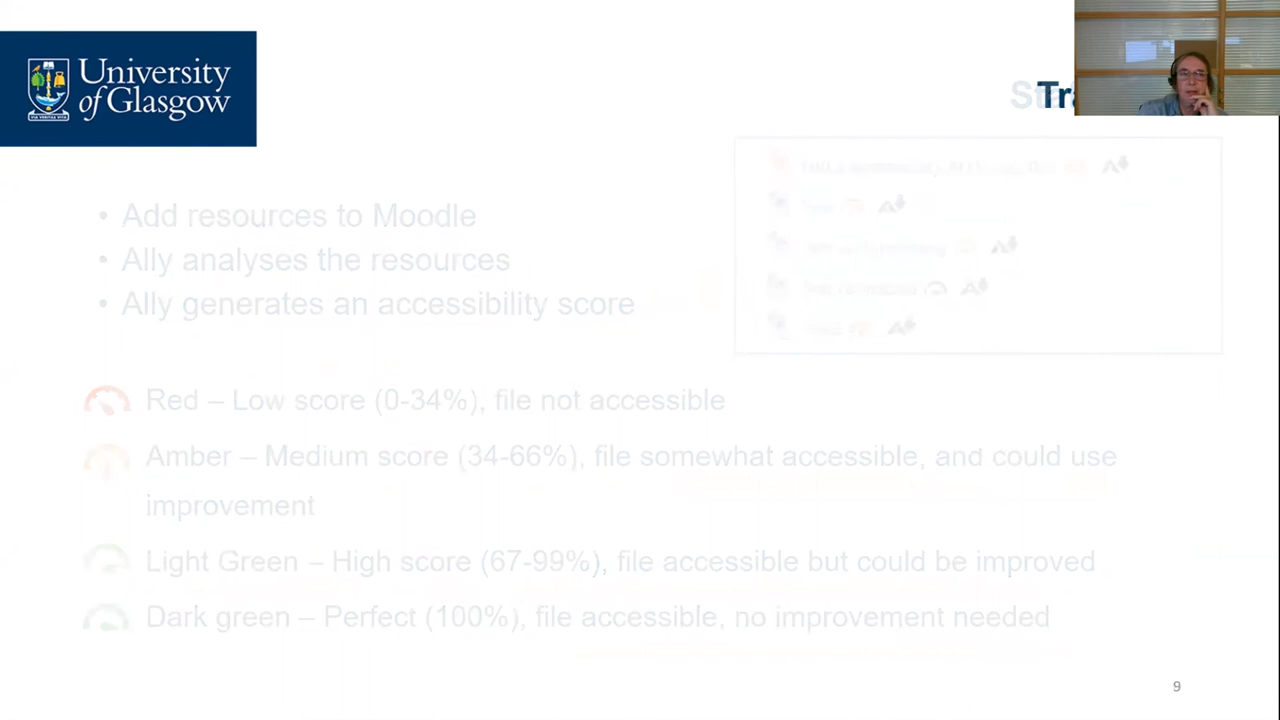 University
of Glasgow
VIA VERITAS VITA
• Add resources to Moodle
• Ally analyses the resources
• Ally generates an accessibility score
Red – Low score (0-34%), file not accessible
Amber – Medium score (34-66%), file somewhat accessible, and could use
improvement
Light Green – High score (67-99%), file accessible but could be improved
Dark green – Perfect (100%), file accessible, no improvement needed
9